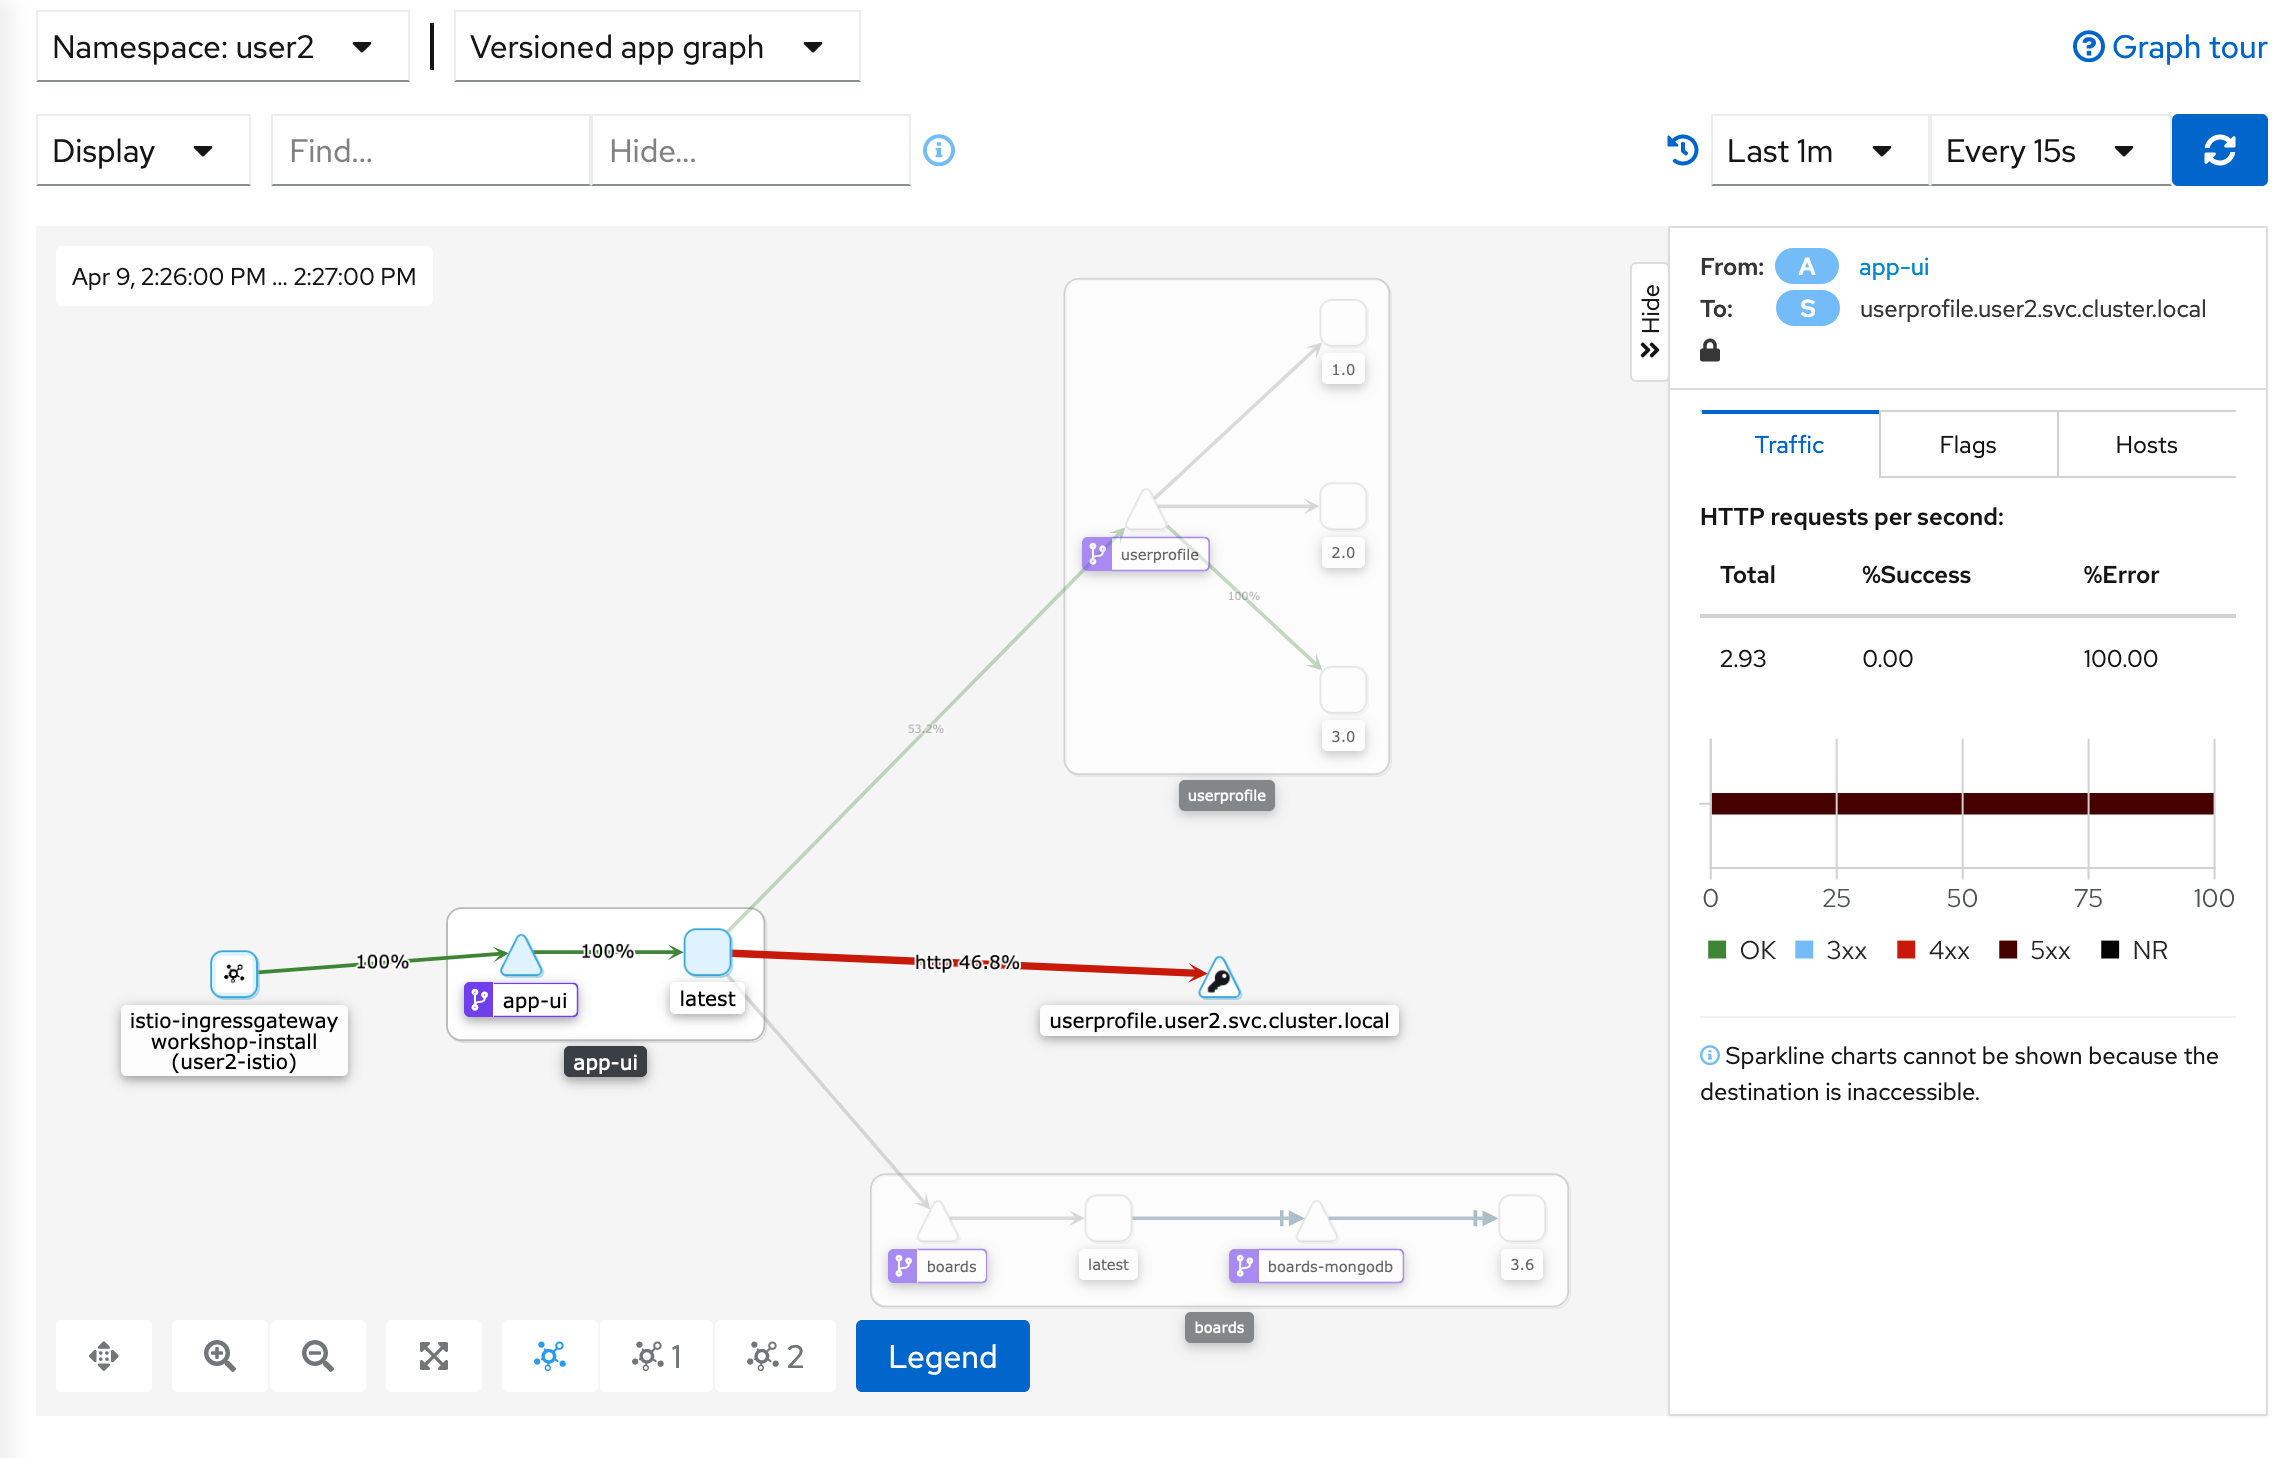 Namespace: user2
Versioned app graph
Graph tour
Display
Find...
Hide...
Last 1m
Every 15s
Apr 9, 2:26:00 PM ... 2:27:00 PM
Hide
1.0
2.0
userprofile
100%
3.0
userprofile
53.2%
100%
100%
http 46.8%
app-ui
latest
istio-ingressgateway
workshop-install
(user2-istio)
app-ui
userprofile.user2.svc.cluster.local
boards
latest
boards-mongodb
3.6
boards
1
2
Legend
From: A app-ui
To: S userprofile.user2.svc.cluster.local
Traffic
Flags
Hosts
HTTP requests per second:
Total %Success %Error
2.93 0.00 100.00
0 25 50 75 100
OK 3xx 4xx 5xx NR
Sparkline charts cannot be shown because the
destination is inaccessible.